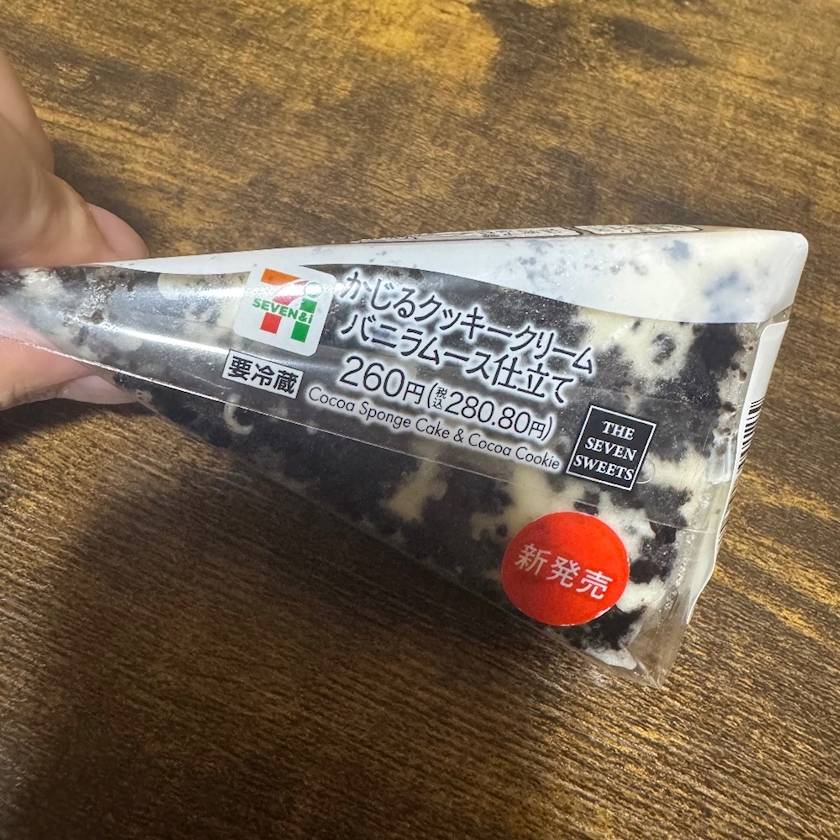 SEVEN&i
かじるクッキークリーム
バニラムース仕立て
要冷蔵
260円(税込280.80円)
Cocoa Sponge Cake & Cocoa Cookie
THE
SEVEN
SWEETS
新発売